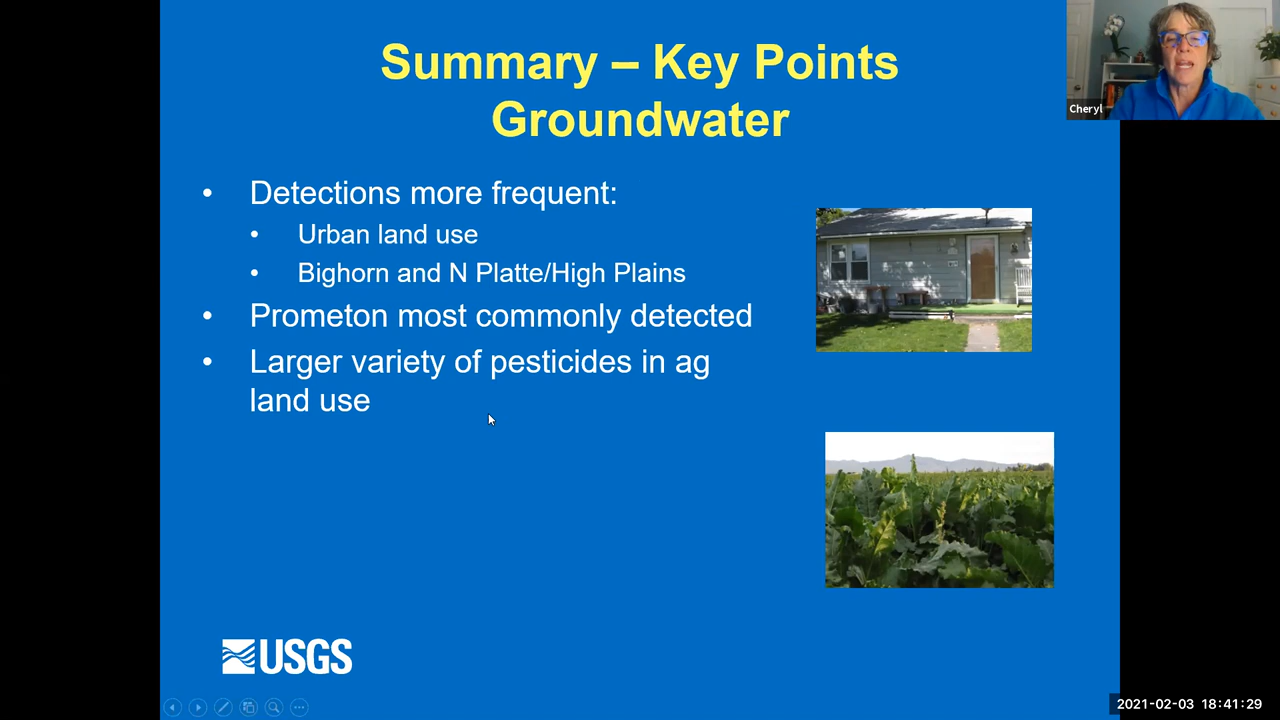 Summary – Key Points
Groundwater
Cheryl
• Detections more frequent:
• Urban land use
• Bighorn and N Platte/High Plains
• Prometon most commonly detected
• Larger variety of pesticides in ag
land use
USGS
2021-02-03 18:41:29